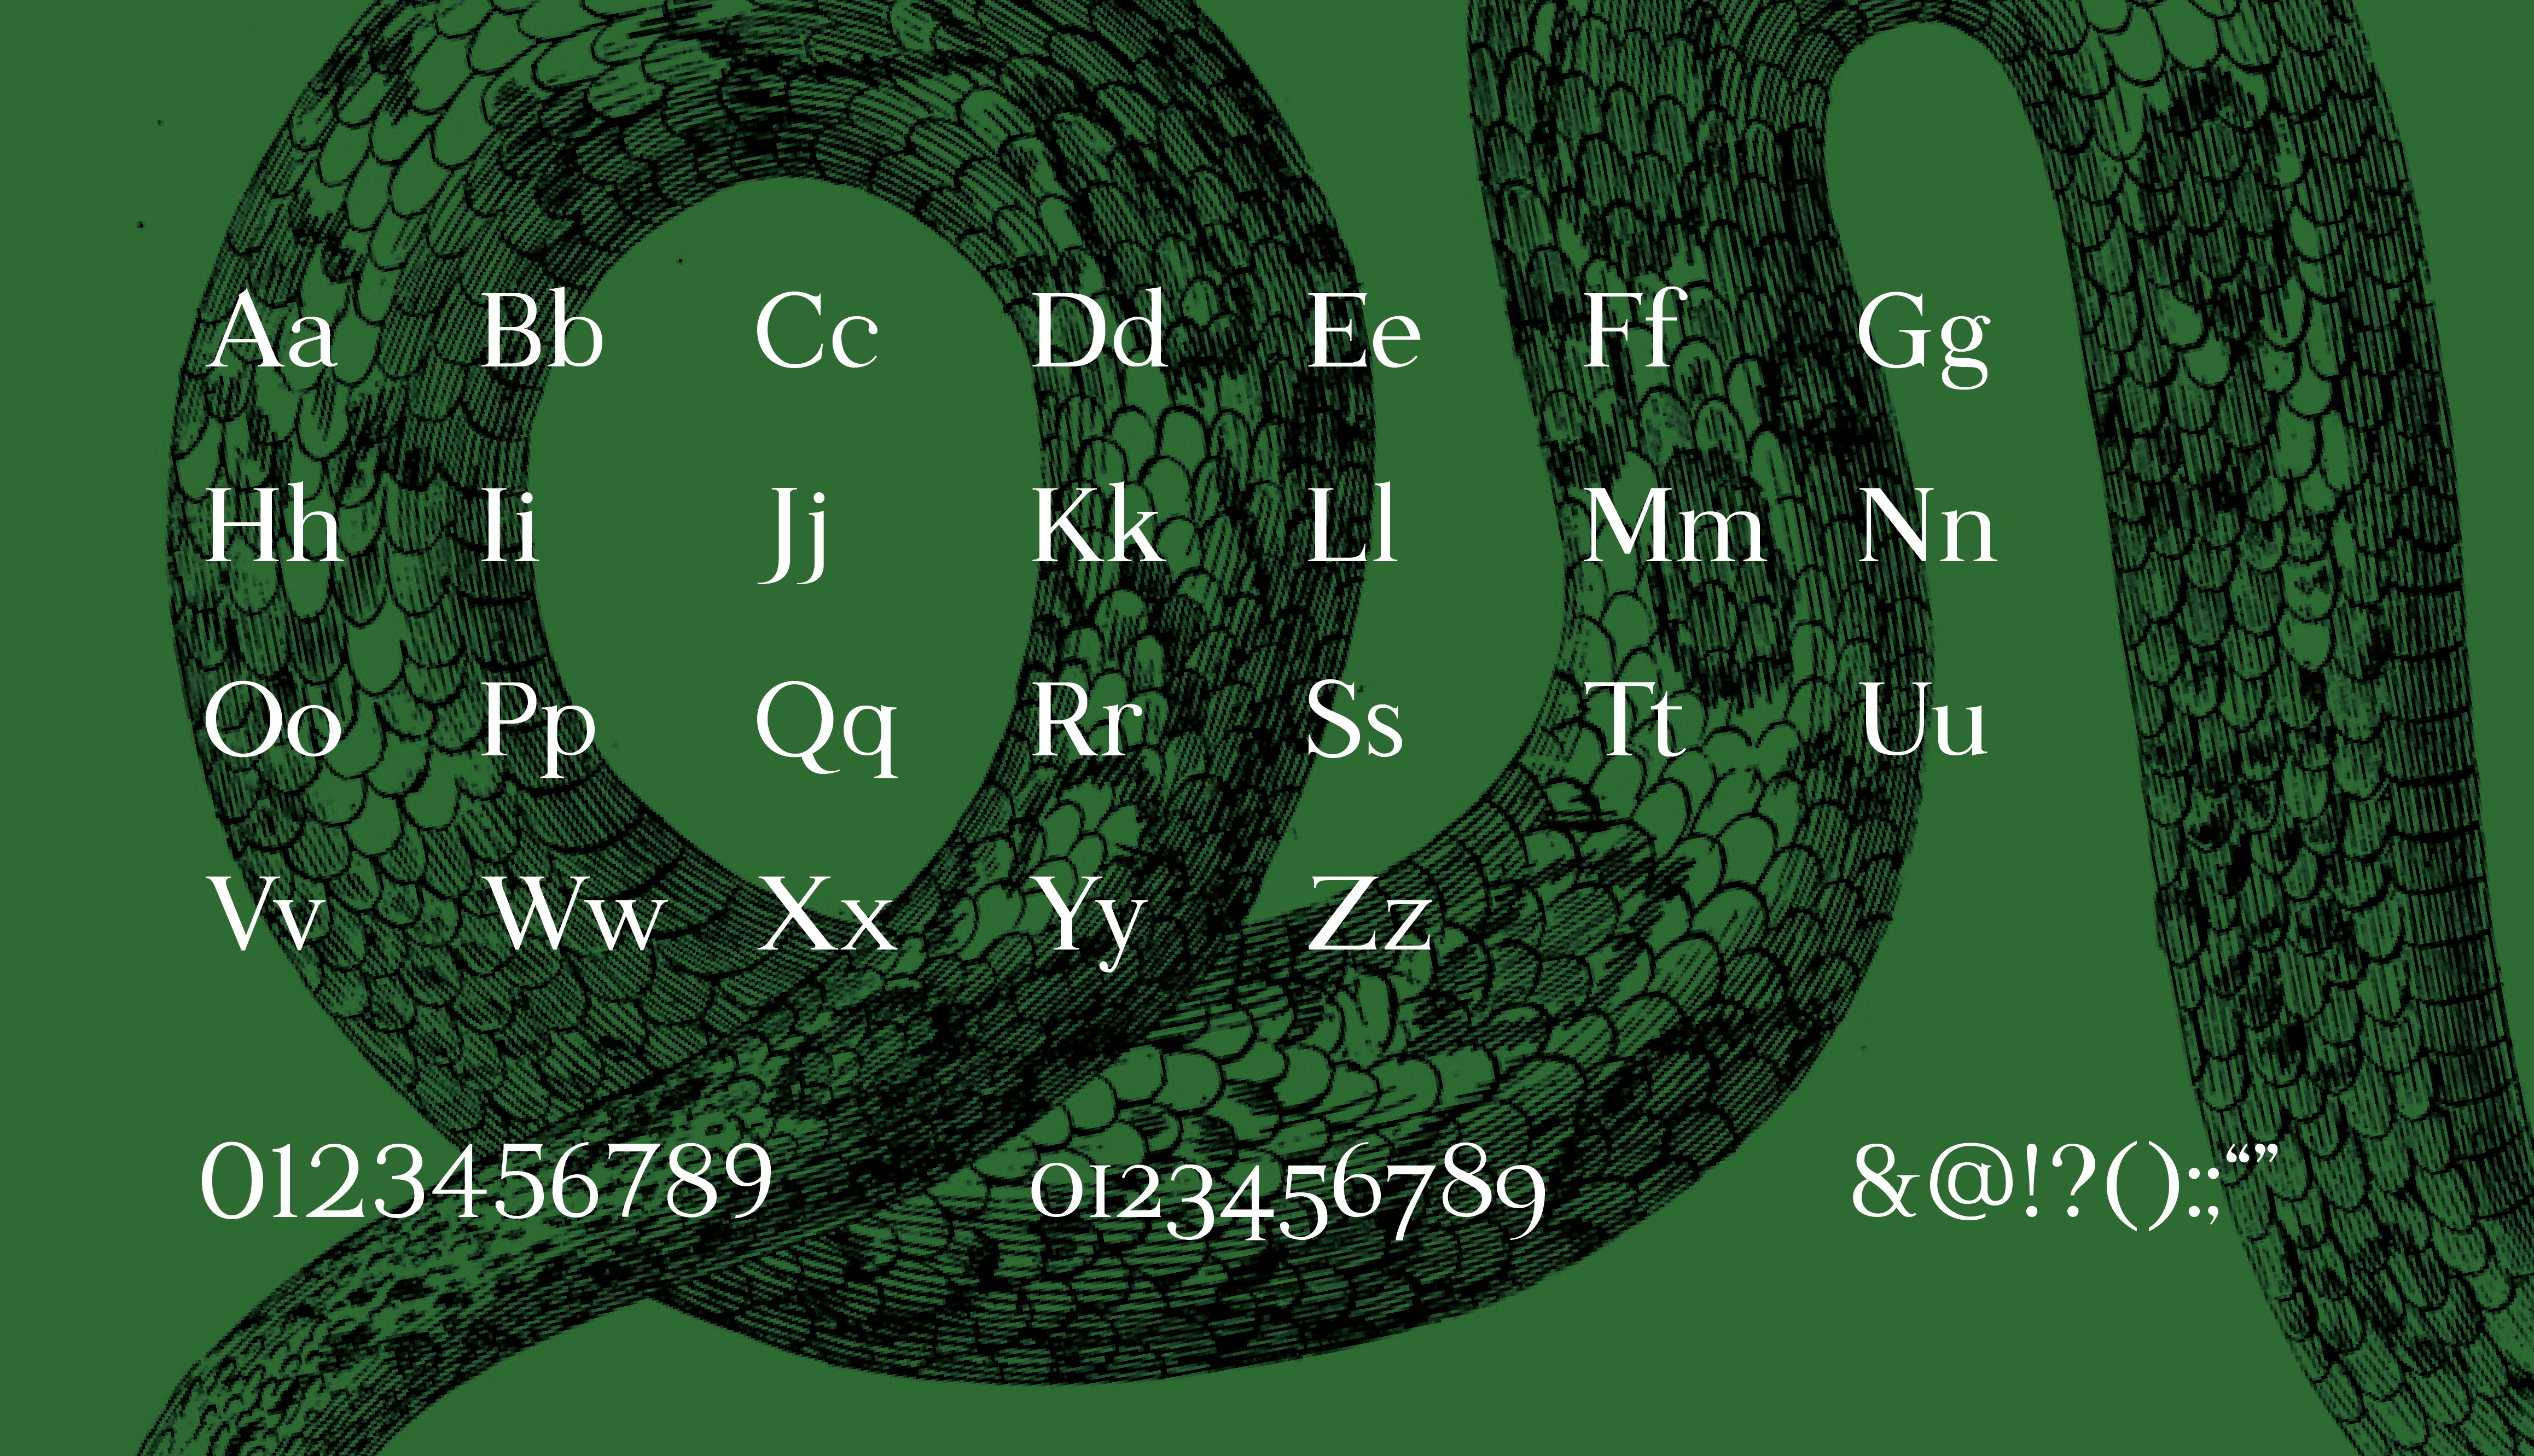 Aa Bb Cc Dd Ee Ff Gg
Hh Ii Jj Kk Ll Mm Nn
Oo Pp Qq Rr Ss Tt Uu
Vv Ww Xx Yy Zz
0123456789 0123456789 &@!?():;“”